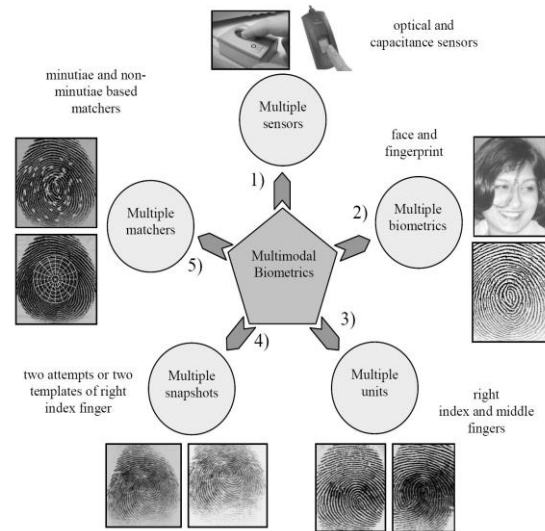 optical and
capacitance sensors
minutiae and non-
minutiae based
matchers
Multiple
sensors
face and
fingerprint
1)
2)
Multiple
biometrics
Multiple
matchers
5)
Multimodal
Biometrics
3)
4)
two attempts or two
templates of right
index finger
Multiple
snapshots
Multiple
units
right
index and middle
fingers